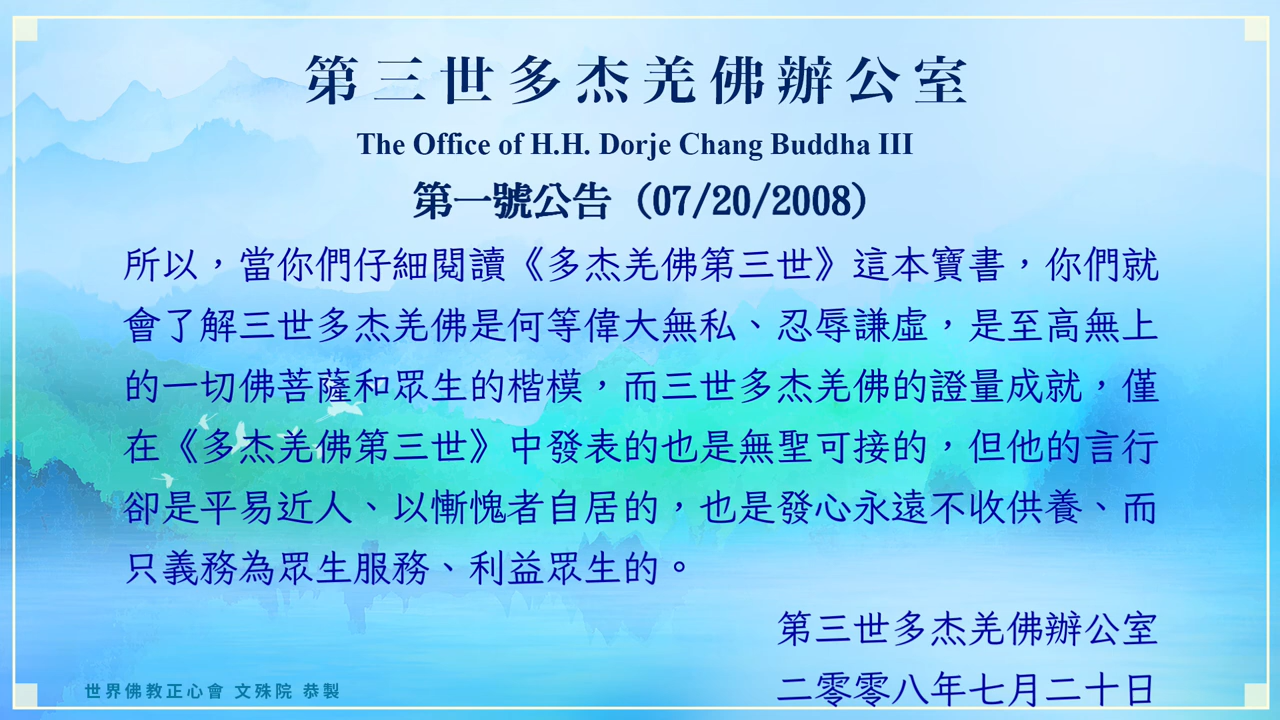 第三世多杰羌佛辦公室
The Office of H.H. Dorje Chang Buddha III
第一號公告（07/20/2008）
所以，當你們仔細閱讀《多杰羌佛第三世》這本寶書，你們就
會了解三世多杰羌佛是何等偉大無私、忍辱謙虛，是至高無上
的一切佛菩薩和眾生的楷模，而三世多杰羌佛的證量成就，僅
在《多杰羌佛第三世》中發表的也是無聖可接的，但他的言行
卻是平易近人、以慚愧者自居的，也是發心永遠不收供養、而
只義務為眾生服務、利益眾生的。
第三世多杰羌佛辦公室
二零零八年七月二十日
世界佛教正心會 文殊院 恭製